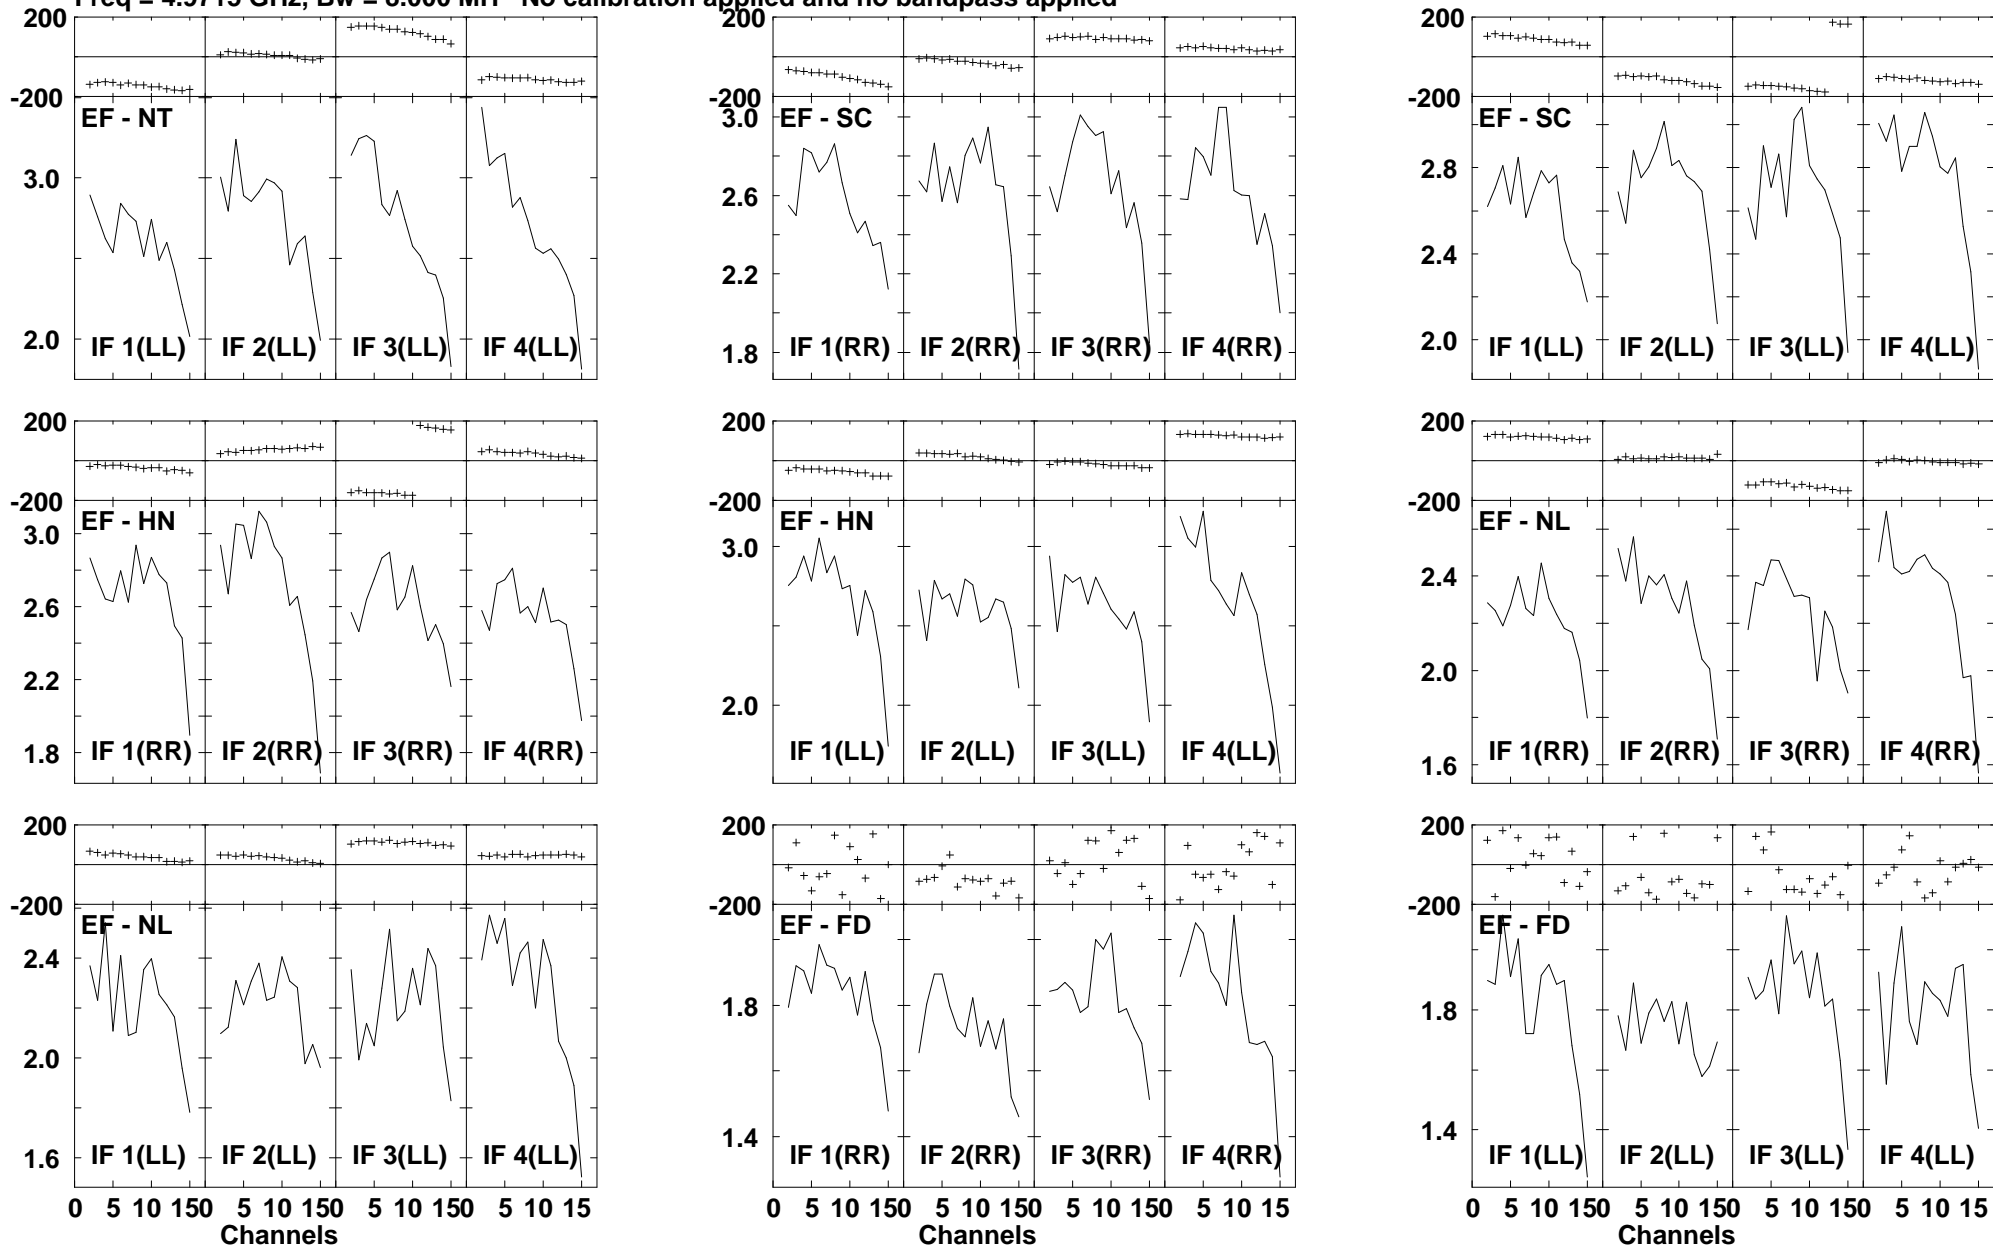 Freq = 4.9715 GHz, Bw = 8.000 MH No calibration applied and no bandpass applied
200 200 200
-200 -200 -200
EF - NT EF - SC EF - SC
3.0 3.0 2.8
2.6 2.4
2.2
2.0 1.8 2.0
IF 1(LL) IF 2(LL) IF 3(LL) IF 4(LL) IF 1(RR) IF 2(RR) IF 3(RR) IF 4(RR) IF 1(LL) IF 2(LL) IF 3(LL) IF 4(LL)
200 200 200
-200 -200 -200
EF - HN EF - HN EF - NL
3.0 3.0 2.4
2.6
2.2 2.0 2.0
1.8 1.6
IF 1(RR) IF 2(RR) IF 3(RR) IF 4(RR) IF 1(LL) IF 2(LL) IF 3(LL) IF 4(LL) IF 1(RR) IF 2(RR) IF 3(RR) IF 4(RR)
200 200 200
-200 -200 -200
EF - NL EF - FD EF - FD
2.4 1.8 1.8
2.0
1.6 1.4 1.4
IF 1(LL) IF 2(LL) IF 3(LL) IF 4(LL) IF 1(RR) IF 2(RR) IF 3(RR) IF 4(RR) IF 1(LL) IF 2(LL) IF 3(LL) IF 4(LL)
0 5 10 150 5 10 150 5 10 150 5 10 15 0 5 10 150 5 10 150 5 10 150 5 10 15 0 5 10 150 5 10 150 5 10 150 5 10 15
Channels Channels Channels